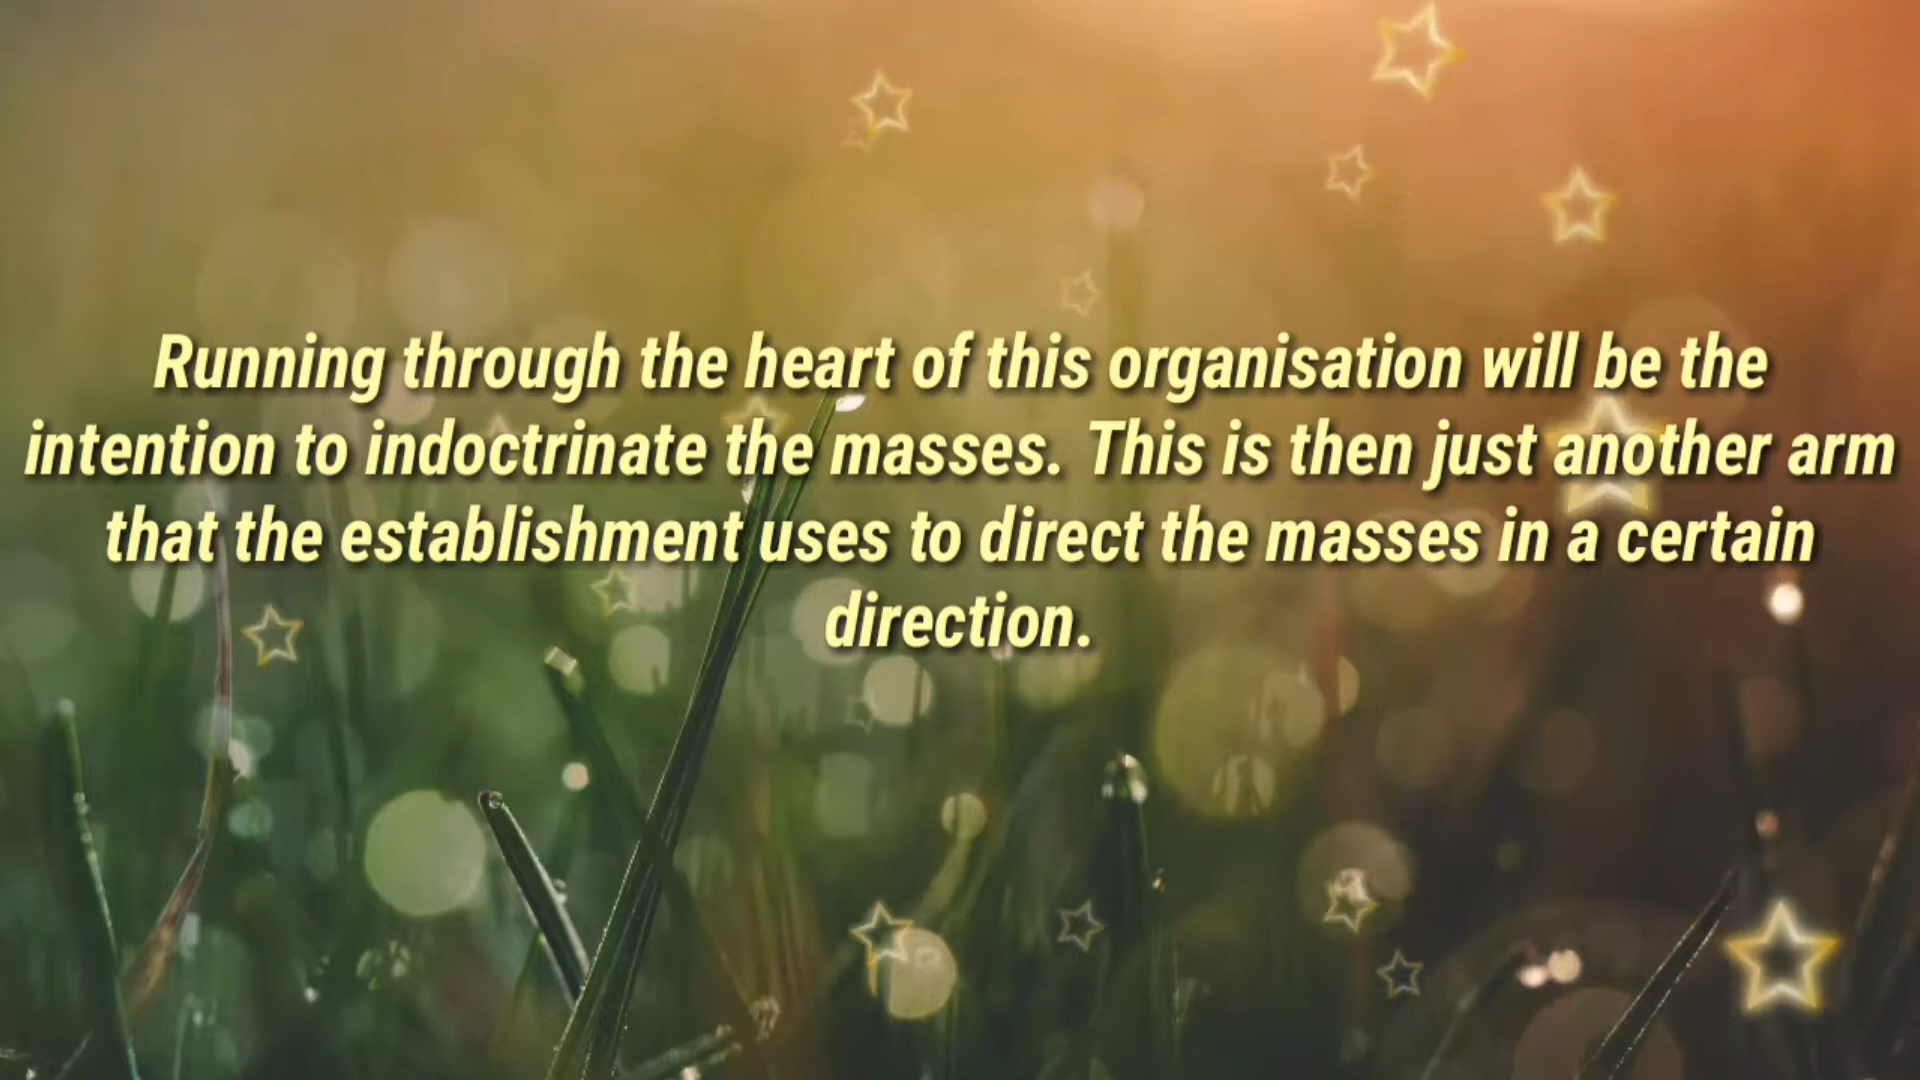 Running through the heart of this organisation will be the
intention to indoctrinate the masses. This is then just another arm
that the establishment uses to direct the masses in a certain
direction.